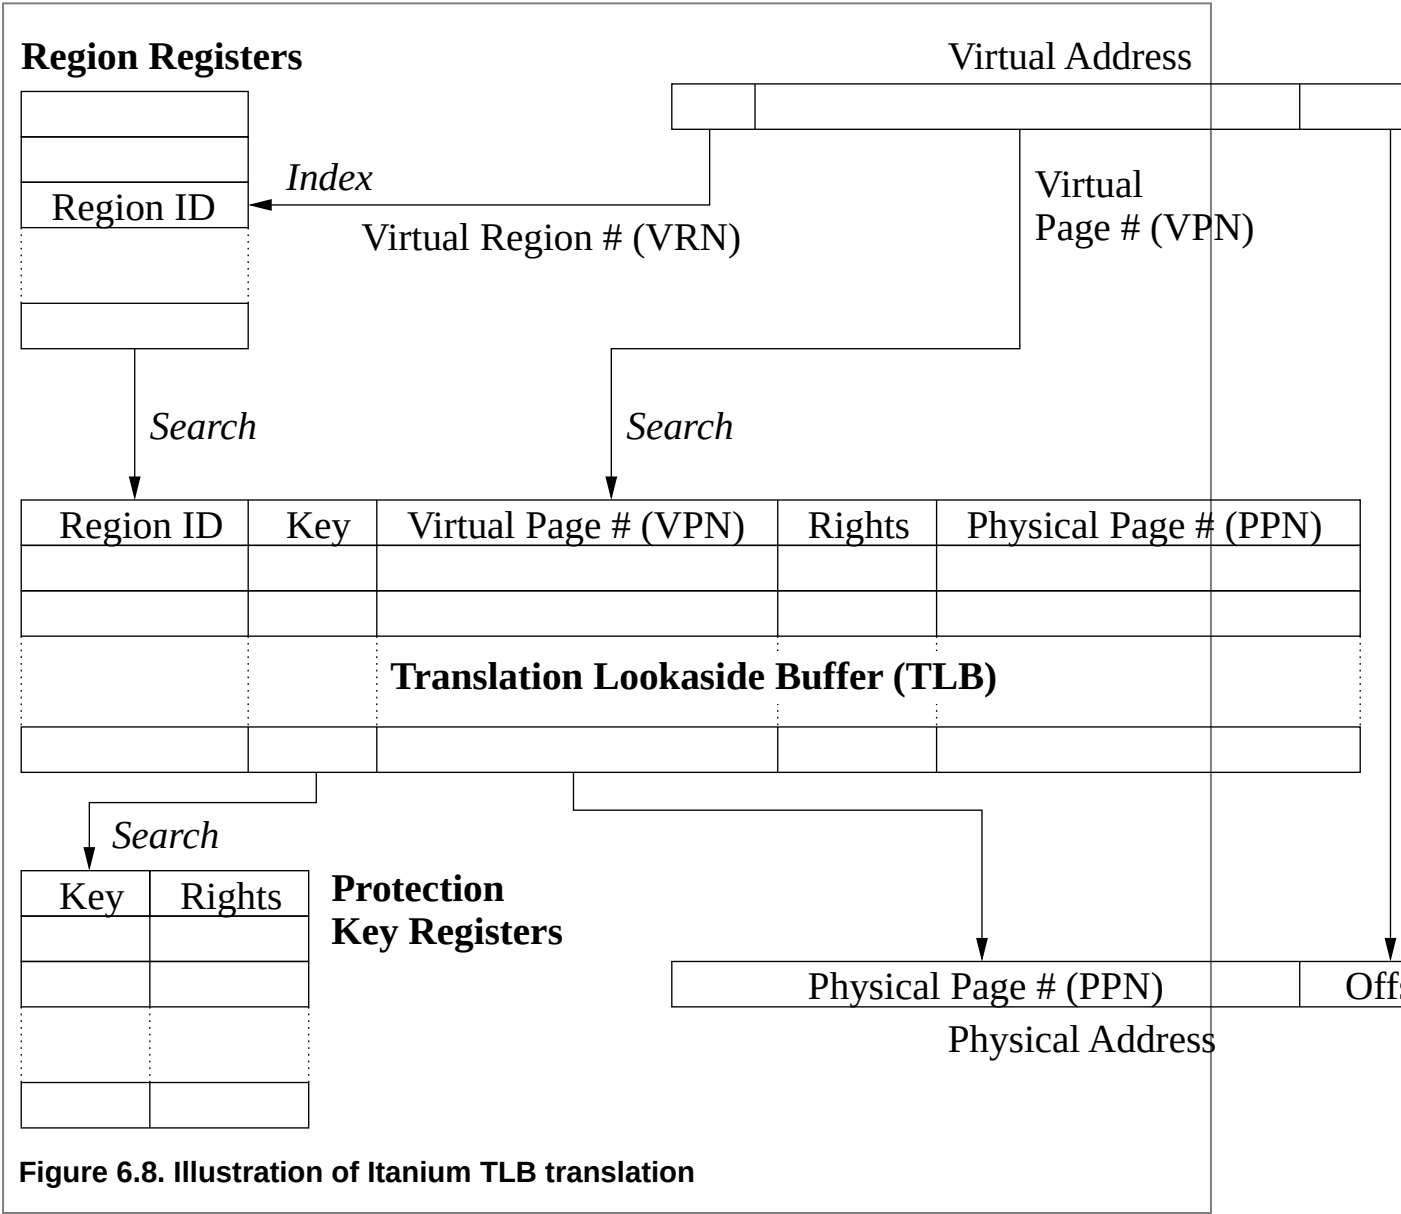 Region Registers
Virtual Address
Index
Region ID
Virtual Region # (VRN)
Virtual
Page # (VPN)
Search
Search
Region ID Key Virtual Page # (VPN) Rights Physical Page # (PPN)
Translation Lookaside Buffer (TLB)
Search
Key Rights
Protection
Key Registers
Physical Page # (PPN)
Physical Address
Figure 6.8. Illustration of Itanium TLB translation